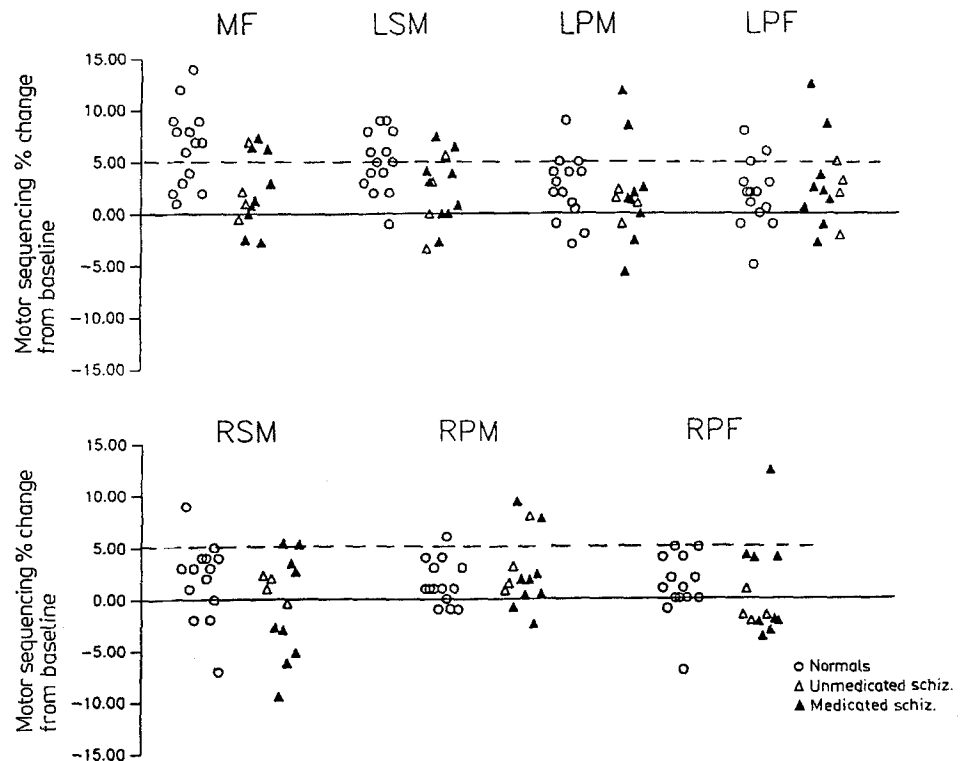 MF LSM LPM LPF
Motor sequencing % change
from baseline
15.00
10.00
5.00
0.00
−5.00
−10.00
−15.00
RSM RPM RPF
Motor sequencing % change
from baseline
15.00
10.00
5.00
0.00
−5.00
−10.00
−15.00
Normals
Unmedicated schiz.
Medicated schiz.